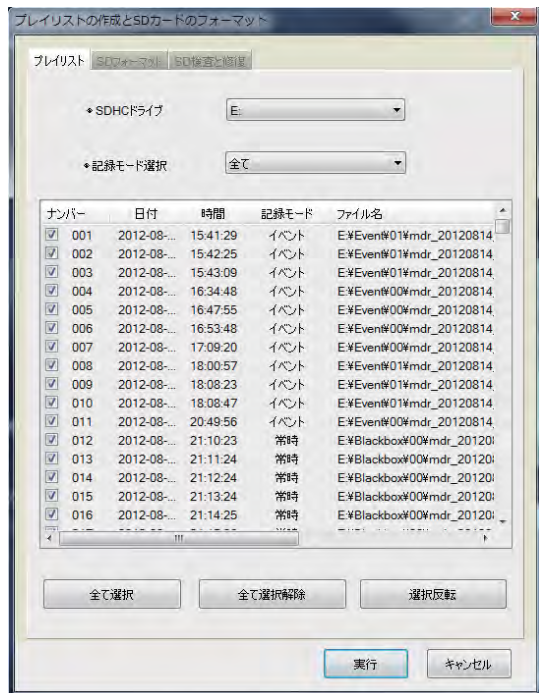 プレイリストの作成とSDカードのフォーマット
プレイリスト SDフォーマット SD検査と修復
◆SDHCドライブ E:
◆記録モード選択 全て
ナンバー 日付 時間 記録モード ファイル名
001 2012-08-... 15:41:29 イベント E:¥Event¥01¥mdr_20120814_
002 2012-08-... 15:42:25 イベント E:¥Event¥01¥mdr_20120814_
003 2012-08-... 15:43:09 イベント E:¥Event¥01¥mdr_20120814_
004 2012-08-... 16:34:48 イベント E:¥Event¥00¥mdr_20120814_
005 2012-08-... 16:47:55 イベント E:¥Event¥00¥mdr_20120814_
006 2012-08-... 16:53:48 イベント E:¥Event¥00¥mdr_20120814_
007 2012-08-... 17:09:20 イベント E:¥Event¥00¥mdr_20120814_
008 2012-08-... 18:00:57 イベント E:¥Event¥01¥mdr_20120814_
009 2012-08-... 18:08:23 イベント E:¥Event¥01¥mdr_20120814_
010 2012-08-... 18:08:47 イベント E:¥Event¥01¥mdr_20120814_
011 2012-08-... 20:49:56 イベント E:¥Event¥00¥mdr_20120814_
012 2012-08-... 21:10:23 常時 E:¥Blackbox¥00¥mdr_20120
013 2012-08-... 21:11:24 常時 E:¥Blackbox¥00¥mdr_20120
014 2012-08-... 21:12:24 常時 E:¥Blackbox¥00¥mdr_20120
015 2012-08-... 21:13:24 常時 E:¥Blackbox¥00¥mdr_20120
016 2012-08-... 21:14:25 常時 E:¥Blackbox¥00¥mdr_20120
全て選択 全て選択解除 選択反転
実行 キャンセル